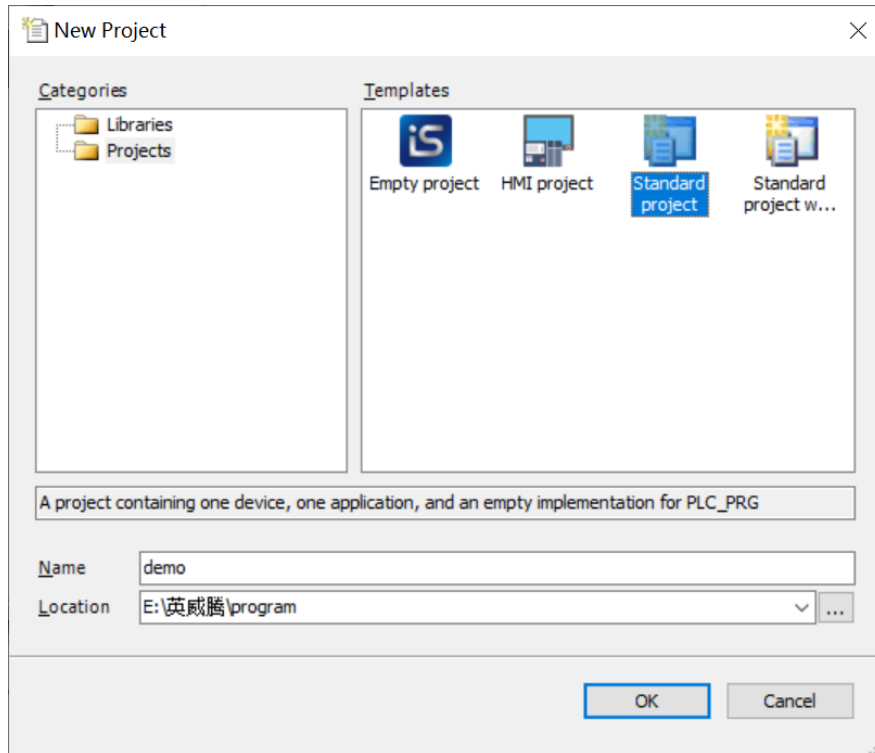 New Project
Categories
Templates
Libraries
Projects
iS
Empty project
HMI project
Standard
project
Standard
project w...
A project containing one device, one application, and an empty implementation for PLC_PRG
Name
demo
Location
E:\英威腾\program
...
OK
Cancel